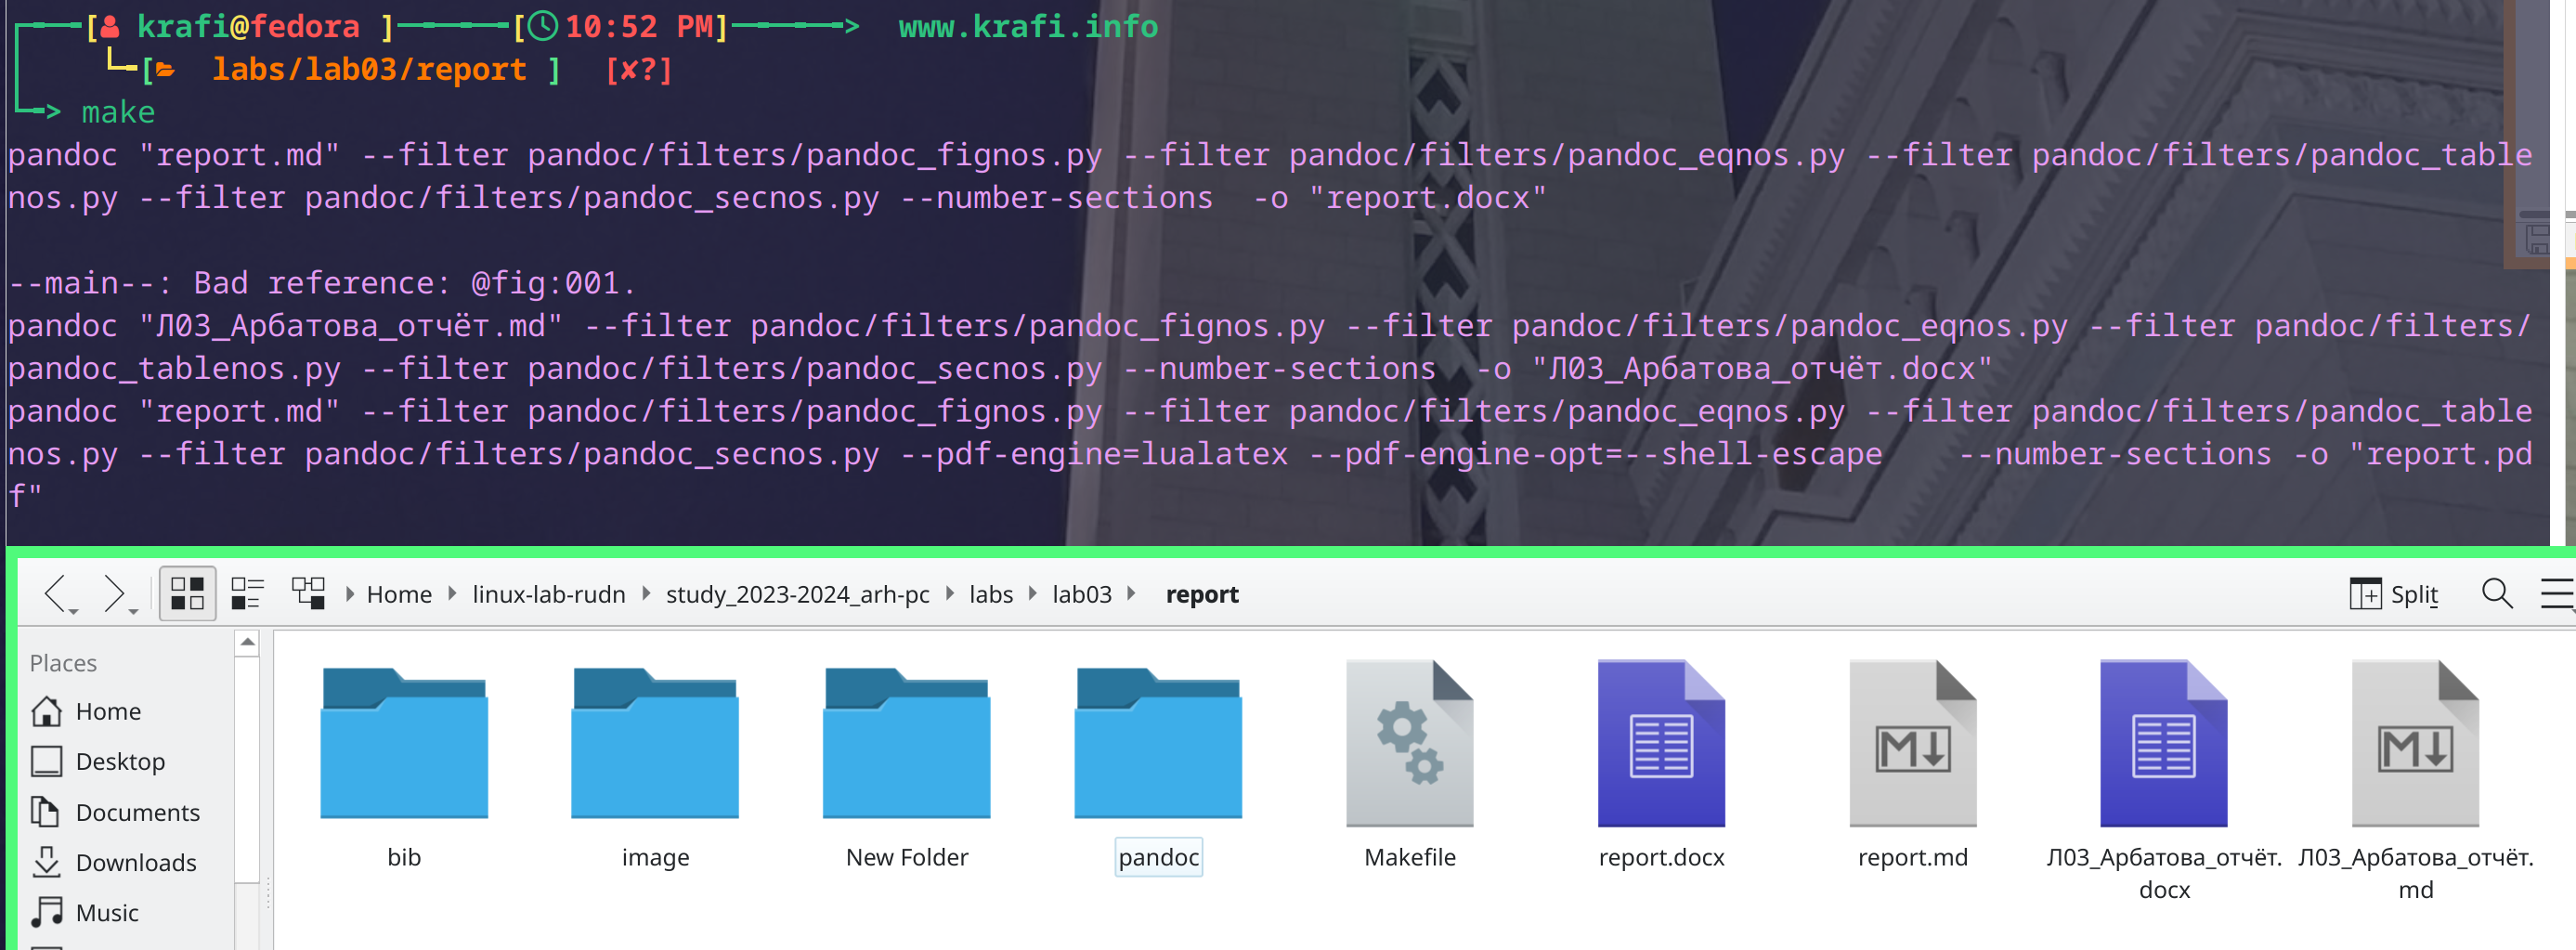 [ krafi@fedora ]   [ 10:52 PM]   > www.krafi.info
[ labs/lab03/report ] [✘?]
> make
pandoc "report.md" --filter pandoc/filters/pandoc_fignos.py --filter pandoc/filters/pandoc_eqnos.py --filter pandoc/filters/pandoc_table
nos.py --filter pandoc/filters/pandoc_secnos.py --number-sections  -o "report.docx"
--main--: Bad reference: @fig:001.
pandoc "Л03_Арбатова_отчёт.md" --filter pandoc/filters/pandoc_fignos.py --filter pandoc/filters/pandoc_eqnos.py --filter pandoc/filters/
pandoc_tablenos.py --filter pandoc/filters/pandoc_secnos.py --number-sections  -o "Л03_Арбатова_отчёт.docx"
pandoc "report.md" --filter pandoc/filters/pandoc_fignos.py --filter pandoc/filters/pandoc_eqnos.py --filter pandoc/filters/pandoc_table
nos.py --filter pandoc/filters/pandoc_secnos.py --pdf-engine=lualatex --pdf-engine-opt=--shell-escape    --number-sections -o "report.pd
f"
Home linux-lab-rudn study_2023-2024_arh-pc labs lab03 report Split
Places
Home
Desktop
Documents
Downloads
Music
bib
image
New Folder
pandoc
Makefile
report.docx
report.md
Л03_Арбатова_отчёт.
docx
Л03_Арбатова_отчёт.
md